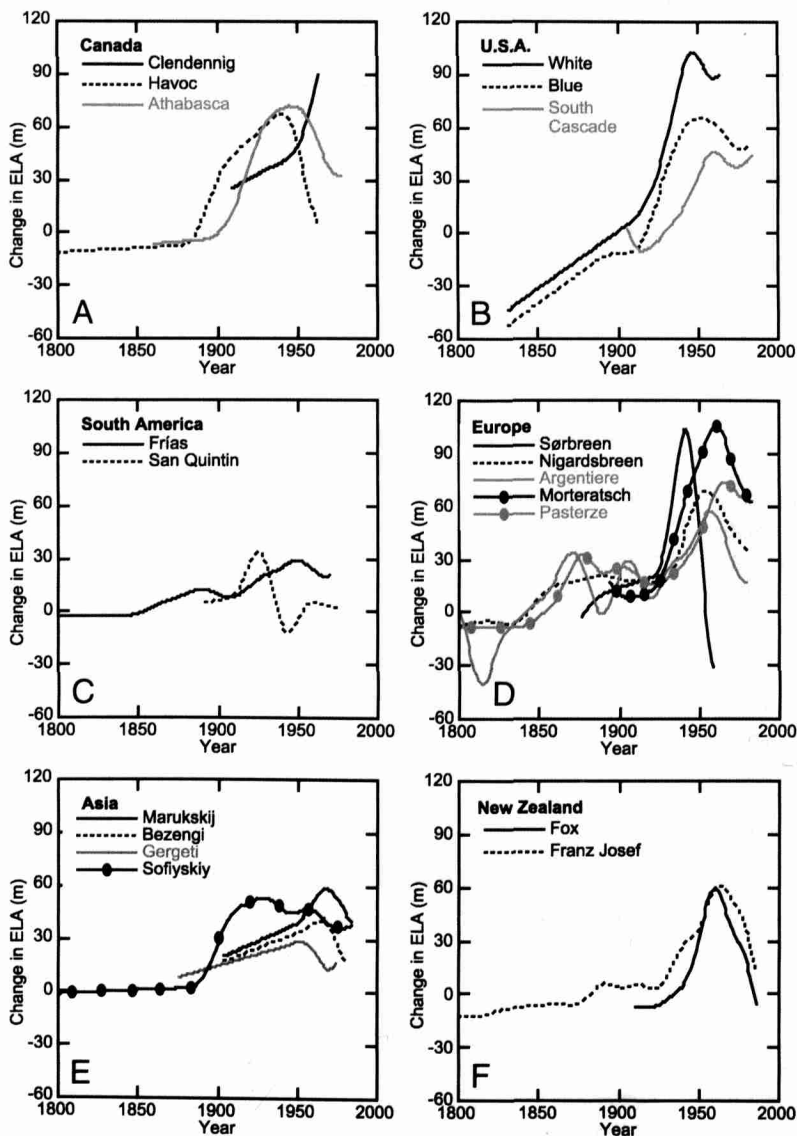 120
90
60
30
0
-30
-60
Change in ELA (m)
Canada
Clendennig
Havoc
Athabasca
A
1800
1850
1900
1950
2000
Year
120
90
60
30
0
-30
-60
Change in ELA (m)
U.S.A.
White
Blue
South
Cascade
B
1800
1850
1900
1950
2000
Year
120
90
60
30
0
-30
-60
Change in ELA (m)
South America
Frías
San Quintin
C
1800
1850
1900
1950
2000
Year
120
90
60
30
0
-30
-60
Change in ELA (m)
Europe
Sørbreen
Nigardsbreen
Argentiere
Morteratsch
Pasterze
D
1800
1850
1900
1950
2000
Year
120
90
60
30
0
-30
-60
Change in ELA (m)
Asia
Marukskij
Bezengi
Gergeti
Sofiyskiy
E
1800
1850
1900
1950
2000
Year
120
90
60
30
0
-30
-60
Change in ELA (m)
New Zealand
Fox
Franz Josef
F
1800
1850
1900
1950
2000
Year